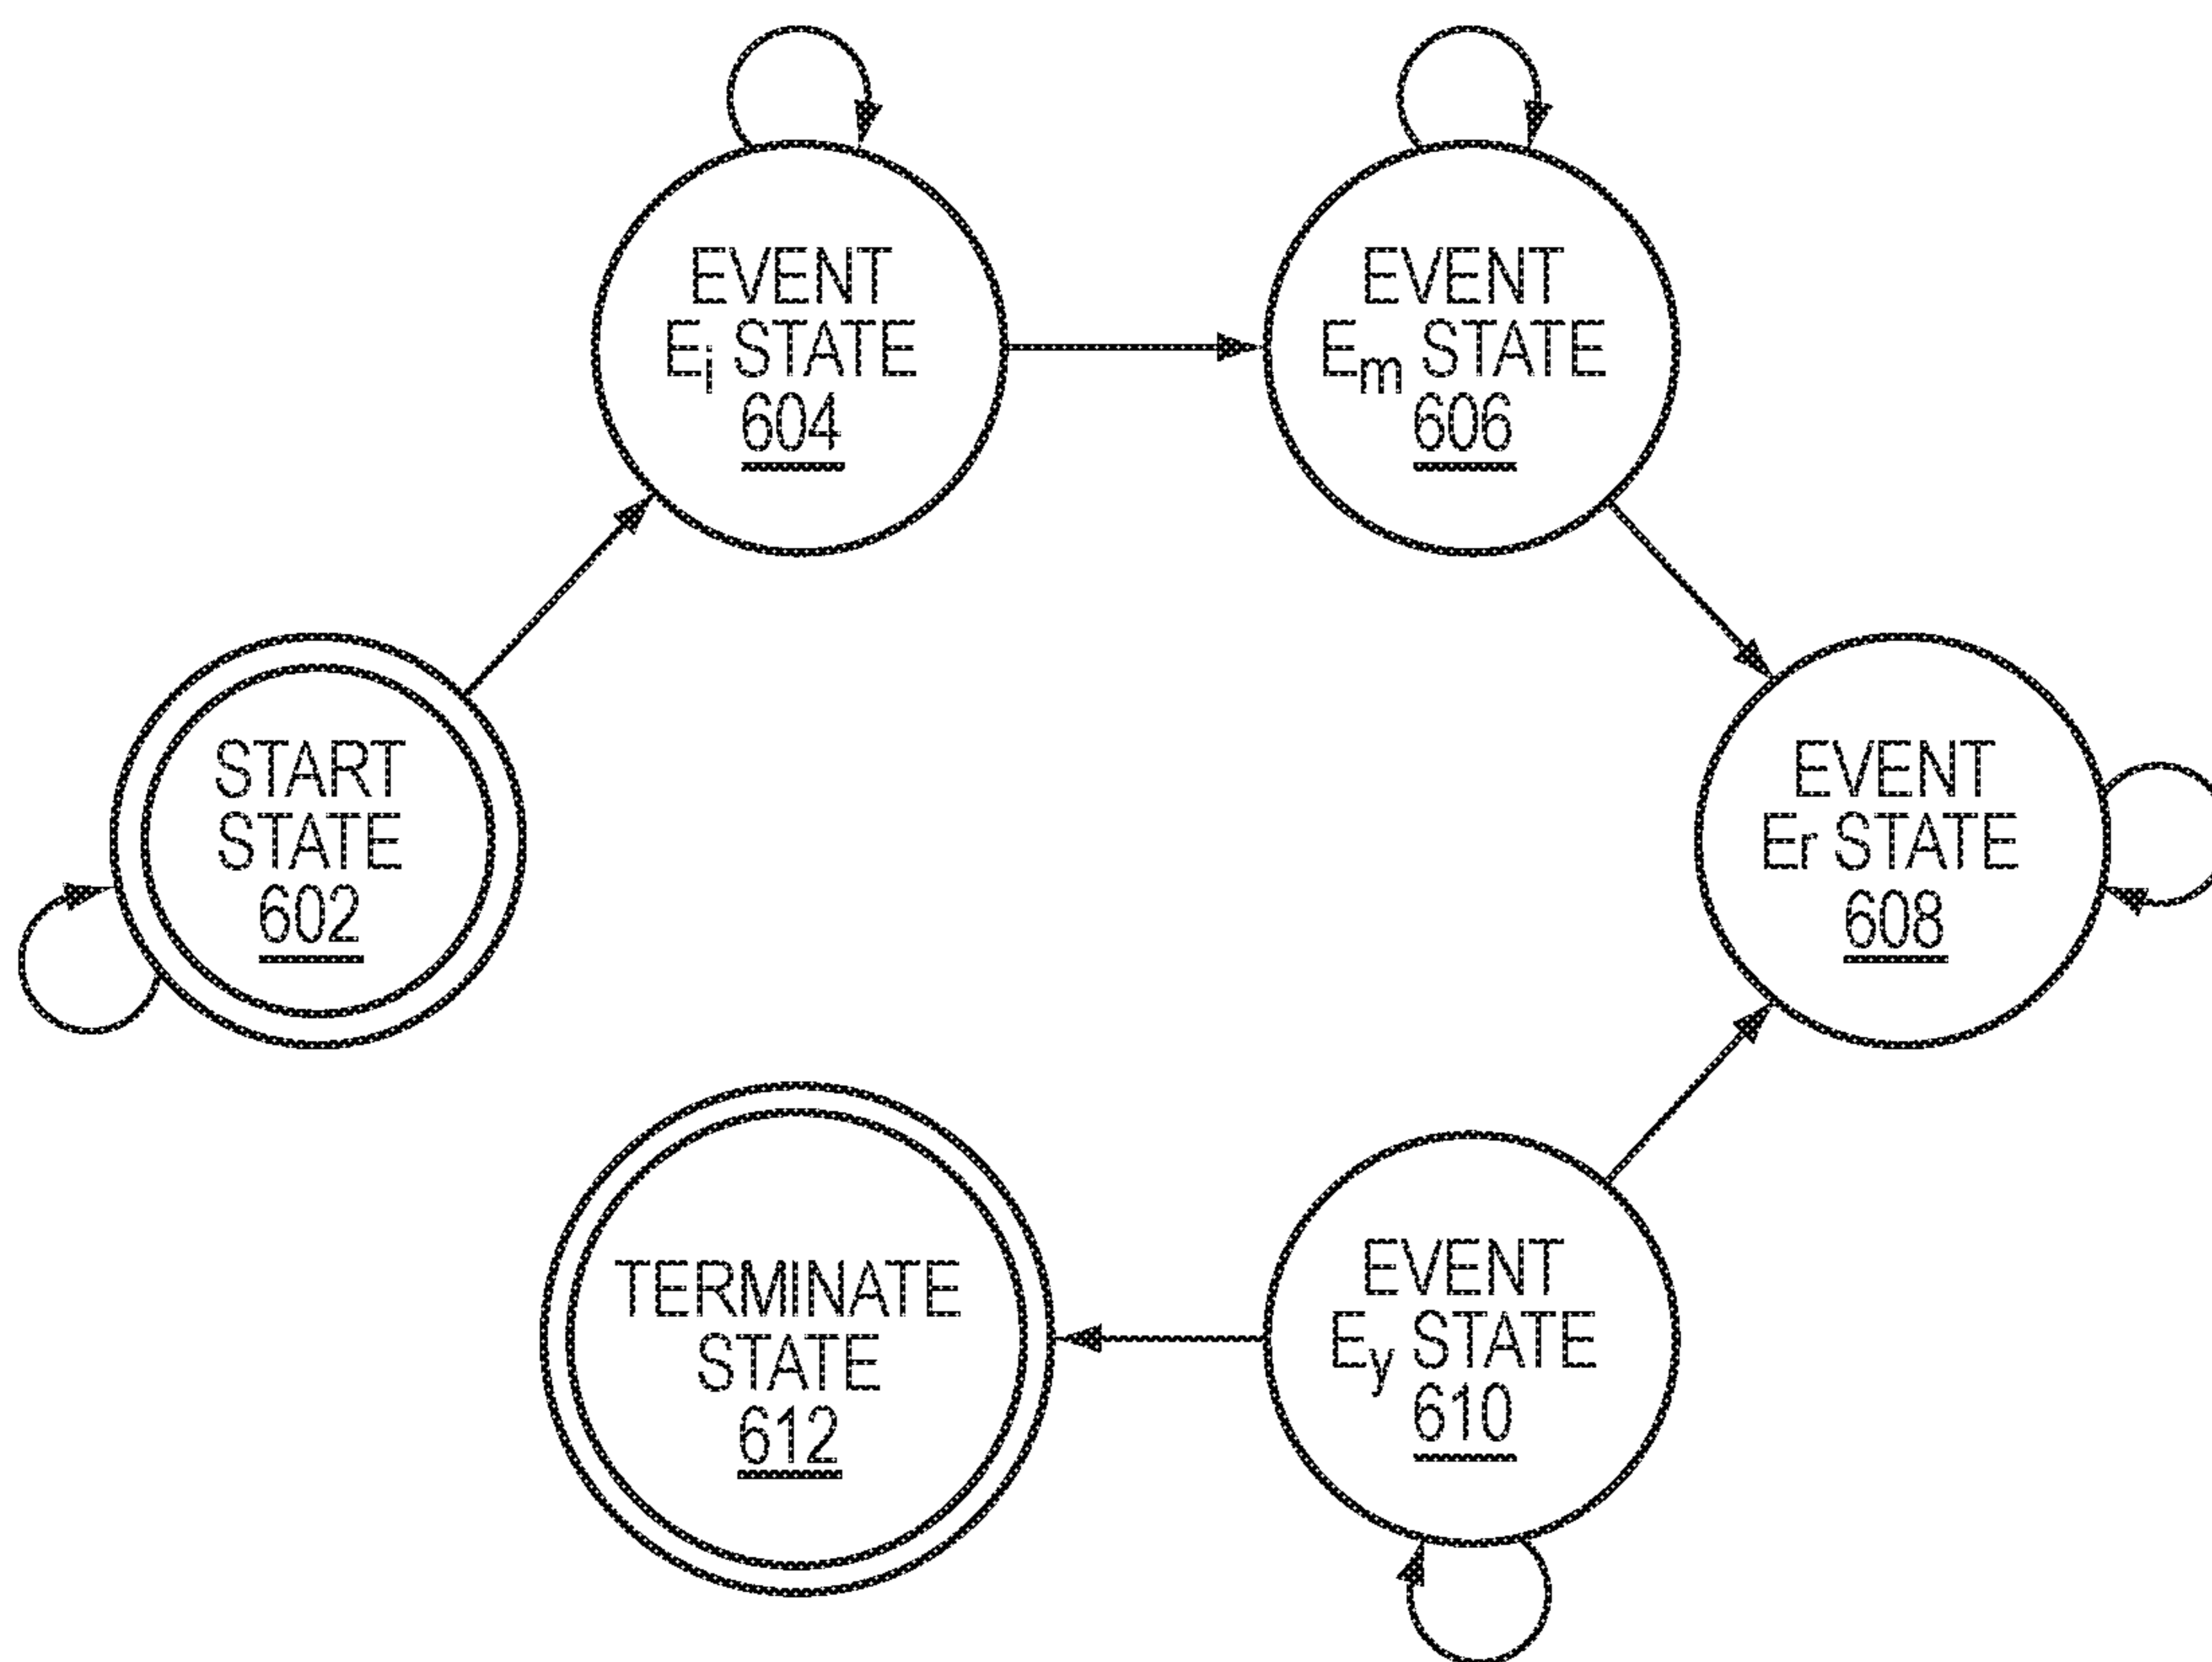 EVENT
Ei STATE
604
EVENT
Em STATE
606
START
STATE
602
EVENT
Er STATE
608
TERMINATE
STATE
612
EVENT
Ey STATE
610